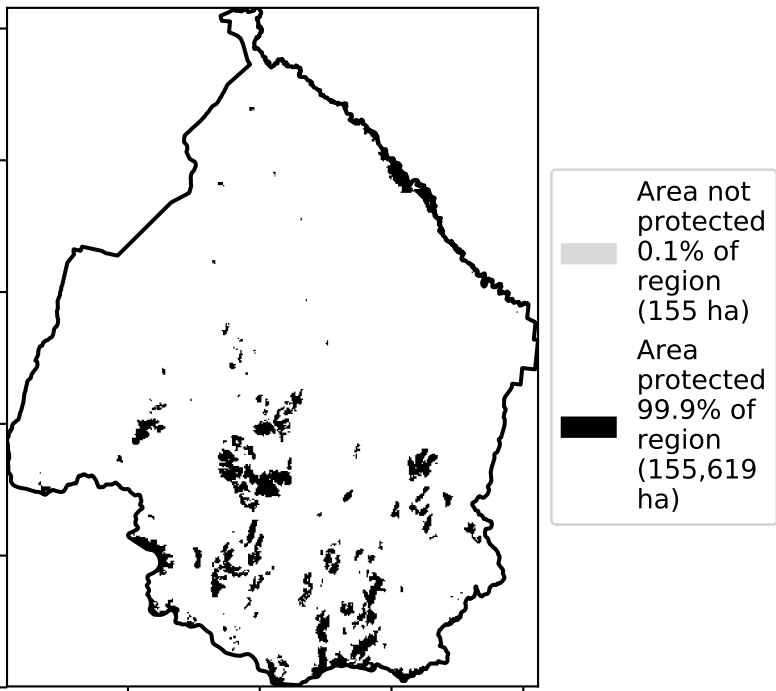 Area not
protected
0.1% of
region
(155 ha)
Area
protected
99.9% of
region
(155,619
ha)